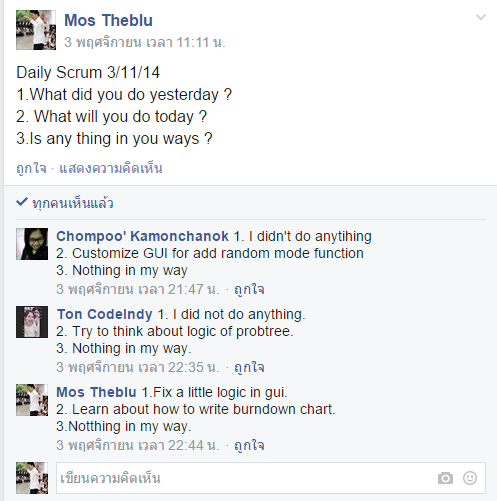 Mos Theblu
3 พฤศจิกายน เวลา 11:11 น.
Daily Scrum 3/11/14
1.What did you do yesterday ?
2. What will you do today ?
3.Is any thing in you ways ?
ถูกใจ · แสดงความคิดเห็น
ทุกคนเห็นแล้ว
Chompoo' Kamonchanok 1. I didn't do anytihing
2. Customize GUI for add random mode function
3. Nothing in my way
3 พฤศจิกายน เวลา 21:47 น. · ถูกใจ
Ton CodeIndy 1. I did not do anything.
2. Try to think about logic of probtree.
3. Nothing in my way.
3 พฤศจิกายน เวลา 22:35 น. · ถูกใจ
Mos Theblu 1.Fix a little logic in gui.
2. Learn about how to write burndown chart.
3.Notthing in my way.
3 พฤศจิกายน เวลา 22:44 น. · ถูกใจ
เขียนความคิดเห็น